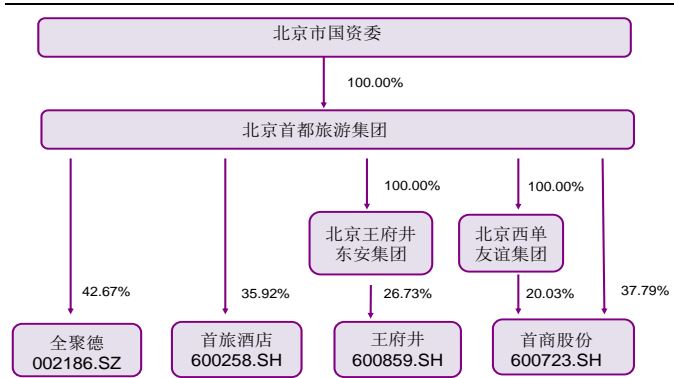 北京市国资委
100.00%
北京首都旅游集团
100.00%
100.00%
北京王府井
东安集团
北京西单
友谊集团
42.67%
35.92%
26.73%
20.03%
37.79%
全聚德
002186.SZ
首旅酒店
600258.SH
王府井
600859.SH
首商股份
600723.SH